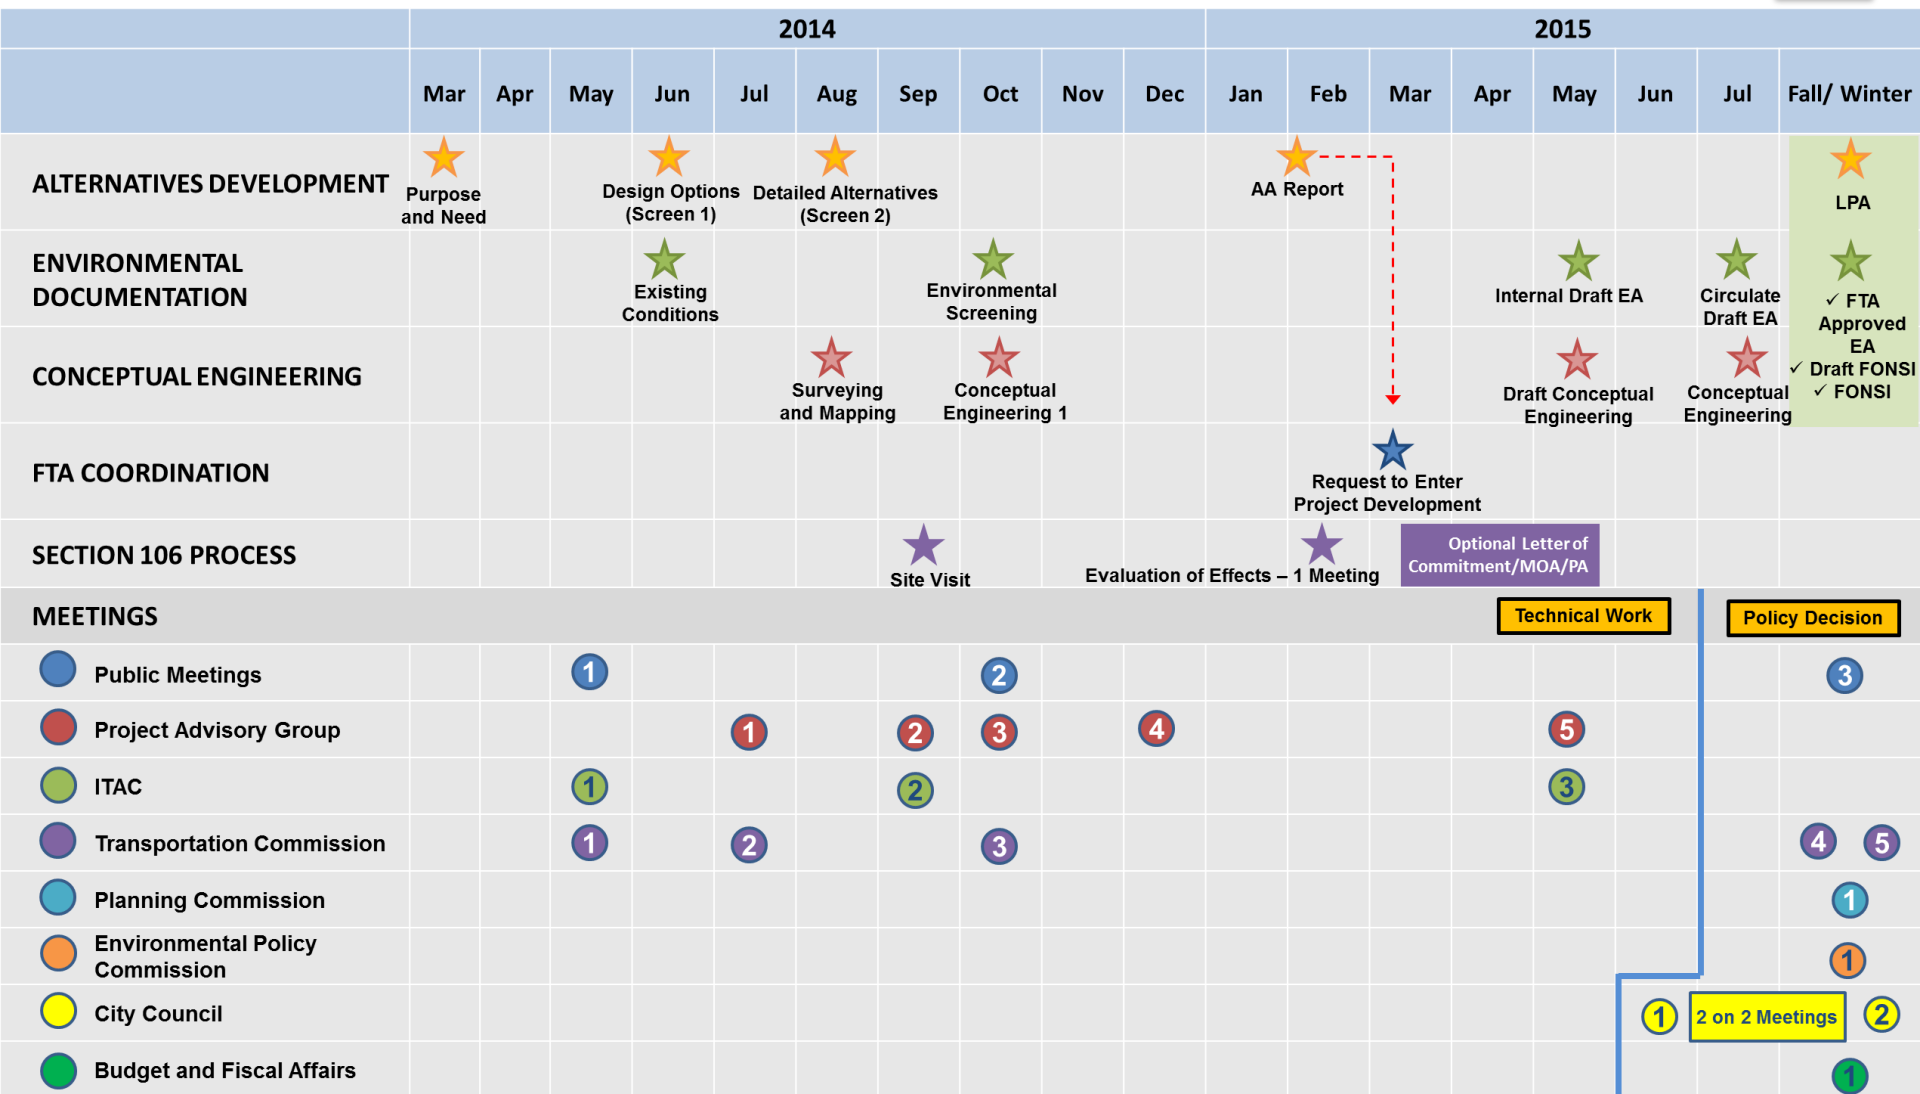 2014
2015
Mar Apr May Jun Jul Aug Sep Oct Nov Dec Jan Feb Mar Apr May Jun Jul Fall/ Winter
ALTERNATIVES DEVELOPMENT
Purpose
and Need
Design Options
(Screen 1)
Detailed Alternatives
(Screen 2)
AA Report
LPA
ENVIRONMENTAL
DOCUMENTATION
Existing
Conditions
Environmental
Screening
Internal Draft EA
Circulate
Draft EA
✓ FTA
Approved
EA
✓ Draft FONSI
✓ FONSI
CONCEPTUAL ENGINEERING
Surveying
and Mapping
Conceptual
Engineering 1
Draft Conceptual
Engineering
Conceptual
Engineering
FTA COORDINATION
Request to Enter
Project Development
SECTION 106 PROCESS
Site Visit
Evaluation of Effects – 1 Meeting
Optional Letter of
Commitment/MOA/PA
MEETINGS
Technical Work
Policy Decision
Public Meetings
1 2 3
Project Advisory Group
1 2 3 4 5
ITAC
1 2 3
Transportation Commission
1 2 3 4 5
Planning Commission
1
Environmental Policy
Commission
1
City Council
1 2 on 2 Meetings 2
Budget and Fiscal Affairs
1